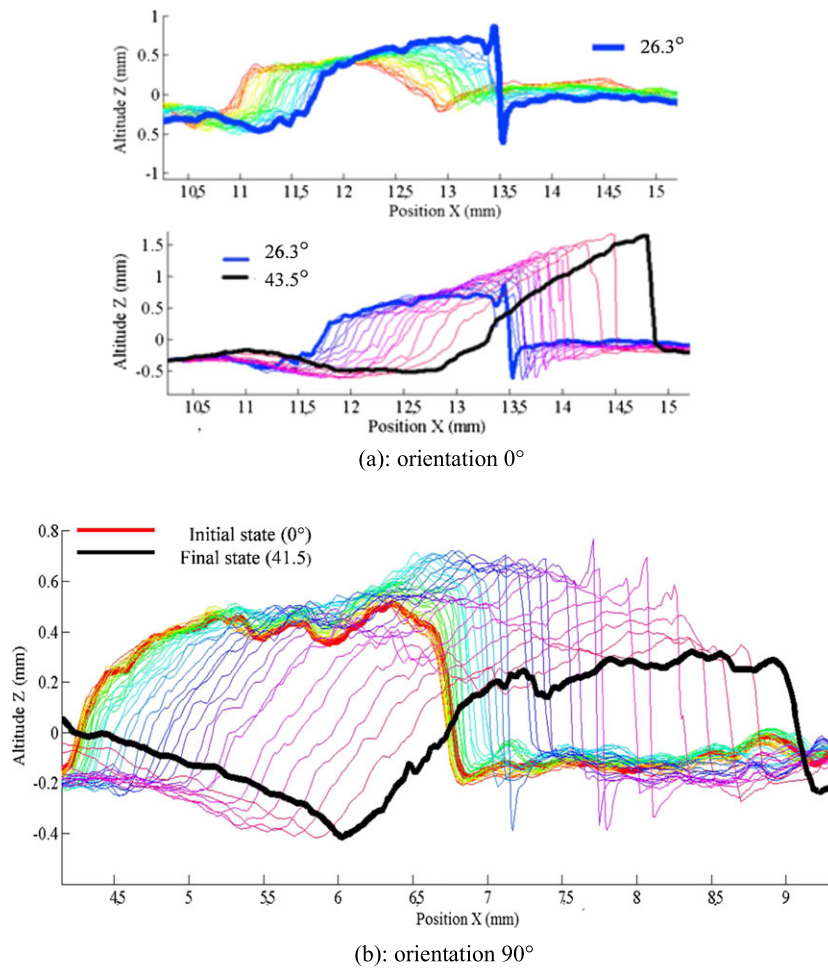 1
0.5
0
0.5
-1
Altitude Z (mm)
26.3°
10,5 11 11,5 12 12,5 13 13,5 14 14,5 15
Position X (mm)
1.5
1
0.5
0
-0.5
Altitude Z (mm)
26.3°
43.5°
10,5 11 11,5 12 12,5 13 13,5 14 14,5 15
Position X (mm)
(a): orientation 0°
0.8
0.6
0.4
0.2
0
-0.2
-0.4
Altitude Z (mm)
Initial state (0°)
Final state (41.5)
4,5 5 5,5 6 6,5 7 7,5 8 8,5 9
Position X (mm)
(b): orientation 90°